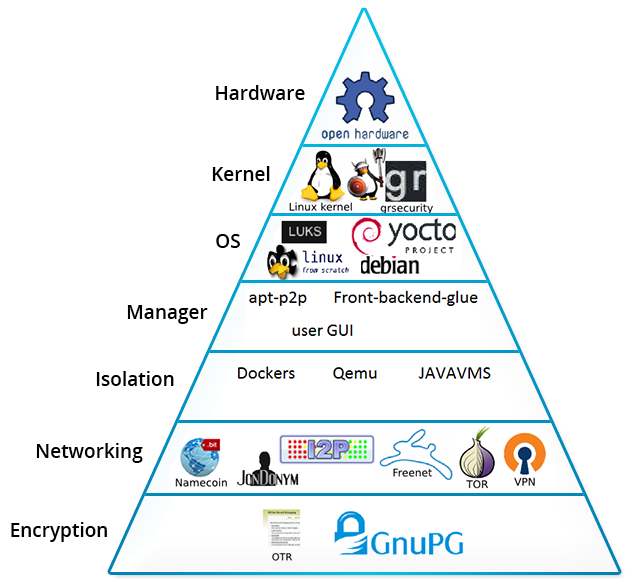 Hardware
open hardware
Kernel
Linux kernel
gr
grsecurity
OS
LUKS
yocto
PROJECT
linux
from scratch
debian
Manager
apt-p2p Front-backend-glue
user GUI
Isolation
Dockers Qemu JAVAVMS
Networking
.bit
I2P
Namecoin
JONDONYM
Freenet
TOR
VPN
Encryption
OTR
GnuPG